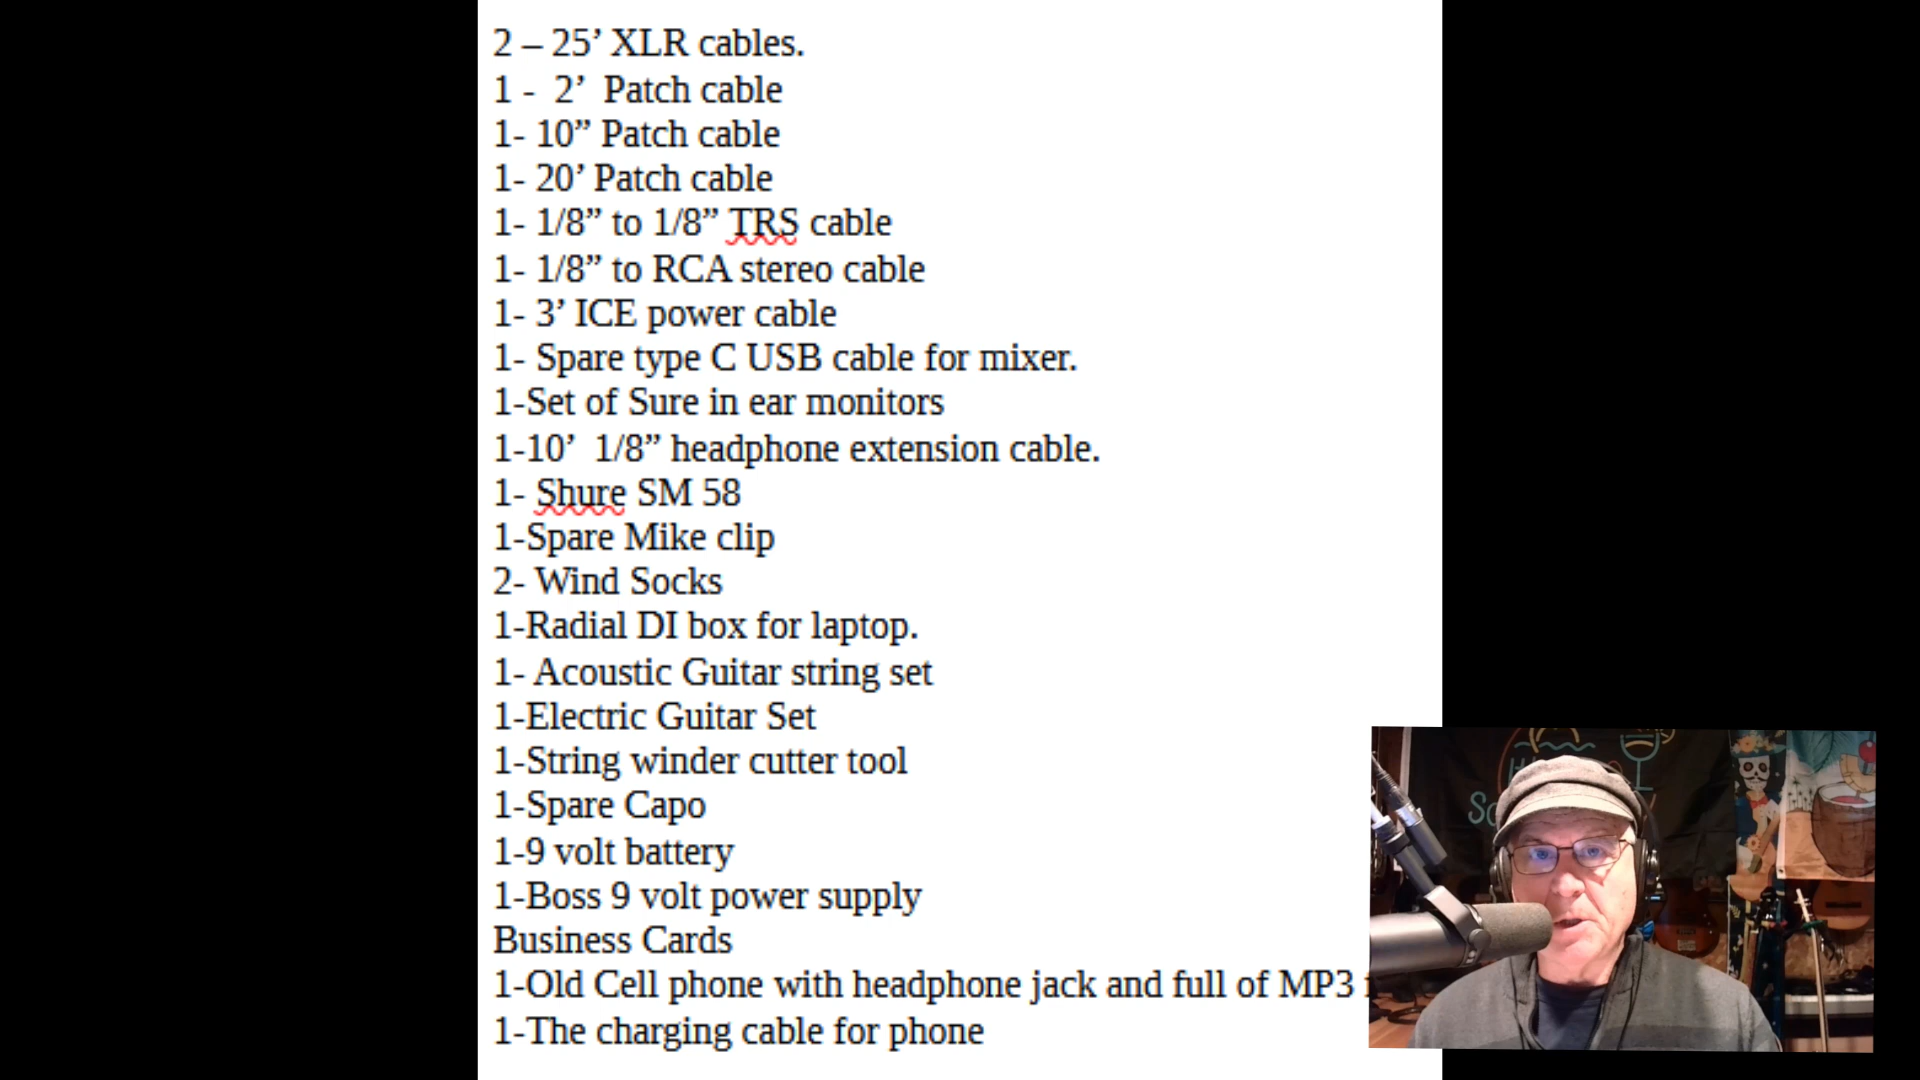 2 – 25’ XLR cables.
1 -  2’  Patch cable
1- 10” Patch cable
1- 20’ Patch cable
1- 1/8” to 1/8” TRS cable
1- 1/8” to RCA stereo cable
1- 3’ ICE power cable
1- Spare type C USB cable for mixer.
1-Set of Sure in ear monitors
1-10’  1/8” headphone extension cable.
1- Shure SM 58
1-Spare Mike clip
2- Wind Socks
1-Radial DI box for laptop.
1- Acoustic Guitar string set
1-Electric Guitar Set
1-String winder cutter tool
1-Spare Capo
1-9 volt battery
1-Boss 9 volt power supply
Business Cards
1-Old Cell phone with headphone jack and full of MP3
1-The charging cable for phone